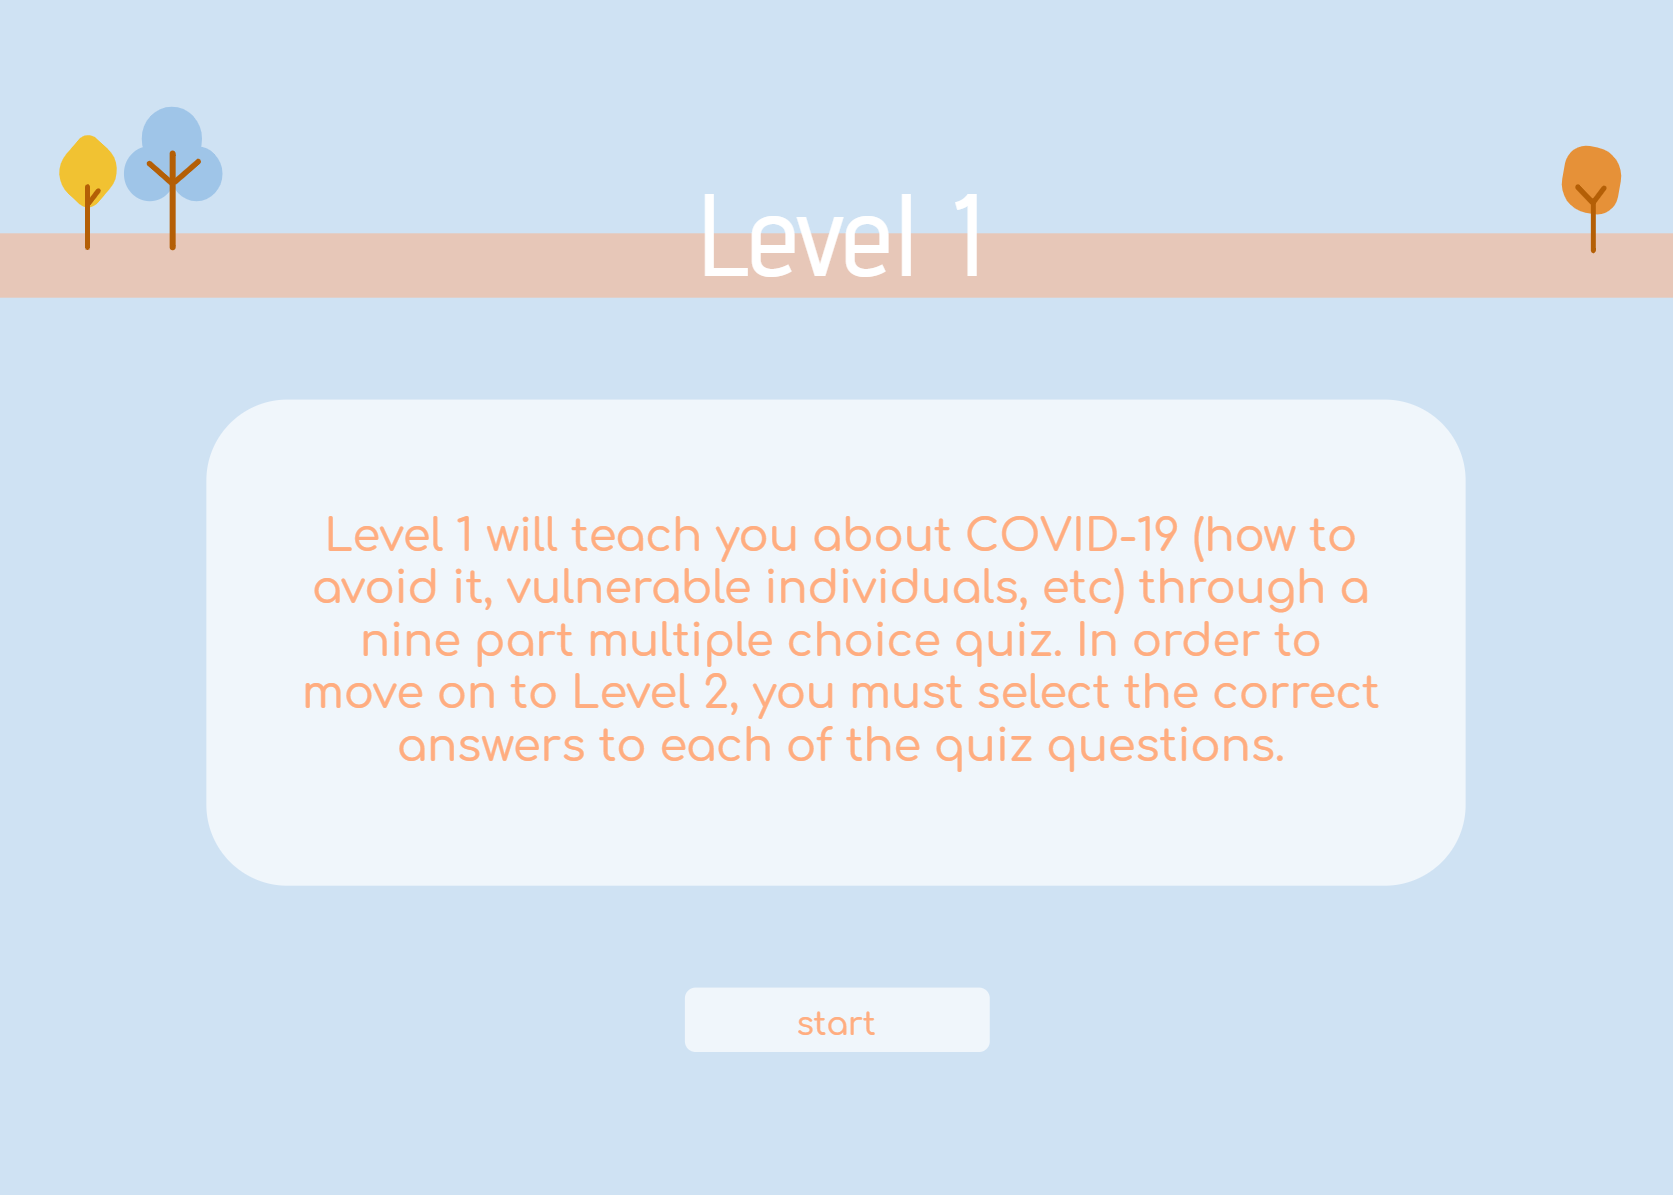 Level 1
Level 1 will teach you about COVID-19 (how to
avoid it, vulnerable individuals, etc) through a
nine part multiple choice quiz. In order to
move on to Level 2, you must select the correct
answers to each of the quiz questions.
start